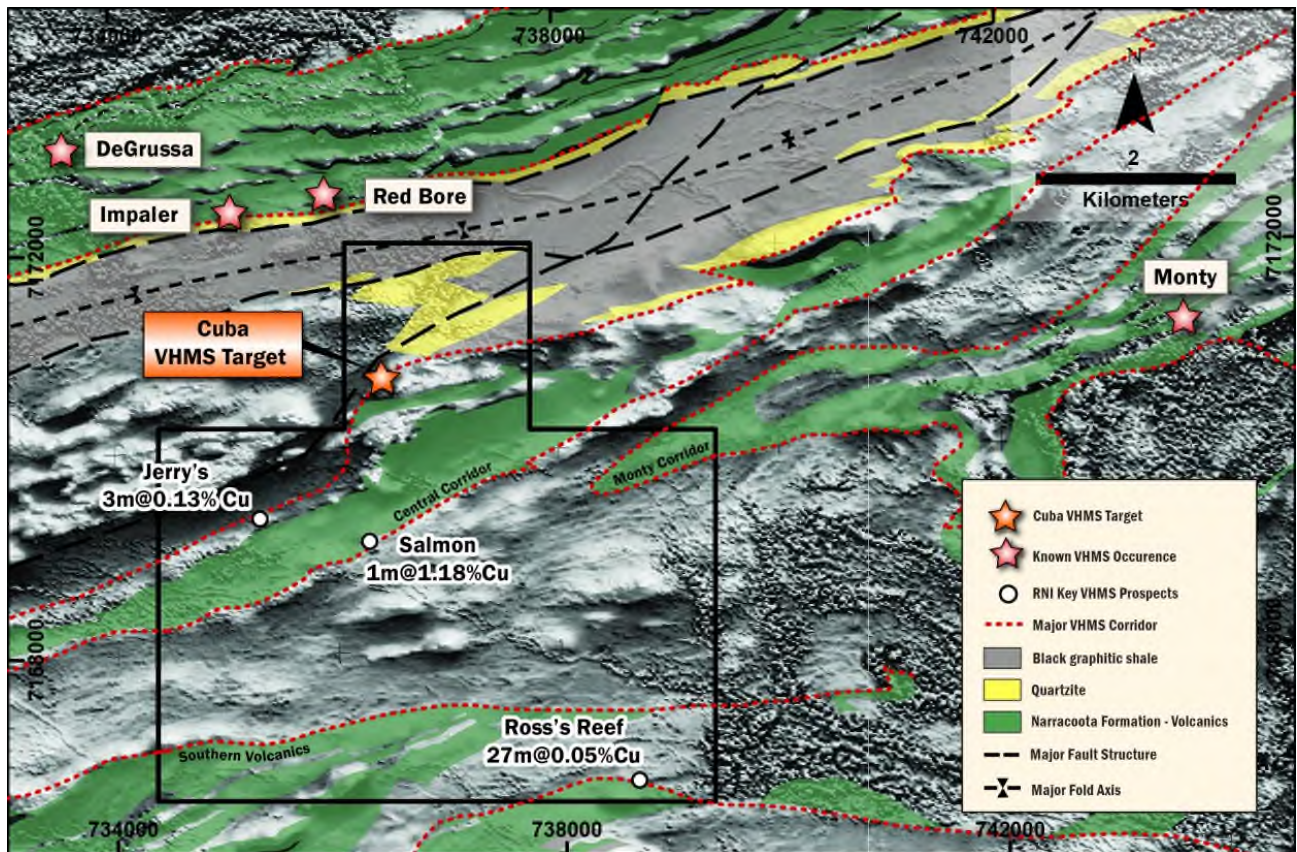 734000
738000
742000
N
2
Kilometers
DeGrussa
Red Bore
Impaler
7172000
7172000
Monty
Cuba
VHMS Target
Jerry's
3m@0.13% Cu
Central Corridor
Monty Corridor
Salmon
1m@1.18%Cu
Cuba VHMS Target
Known VHMS Occurence
RNI Key VHMS Prospects
Major VHMS Corridor
Black graphitic shale
Quartzite
Narracoota Formation - Volcanics
Major Fault Structure
Major Fold Axis
7168000
Ross's Reef
27m@0.05%Cu
Southern Volcanics
734000
738000
742000